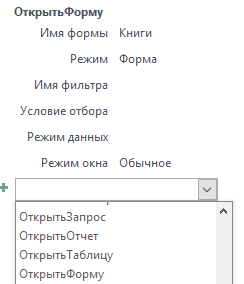 ОткрытьФорму
Имя формы Книги
Режим Форма
Имя фильтра
Условие отбора
Режим данных
Режим окна Обычное
ОткрытьЗапрос
ОткрытьОтчет
ОткрытьТаблицу
ОткрытьФорму